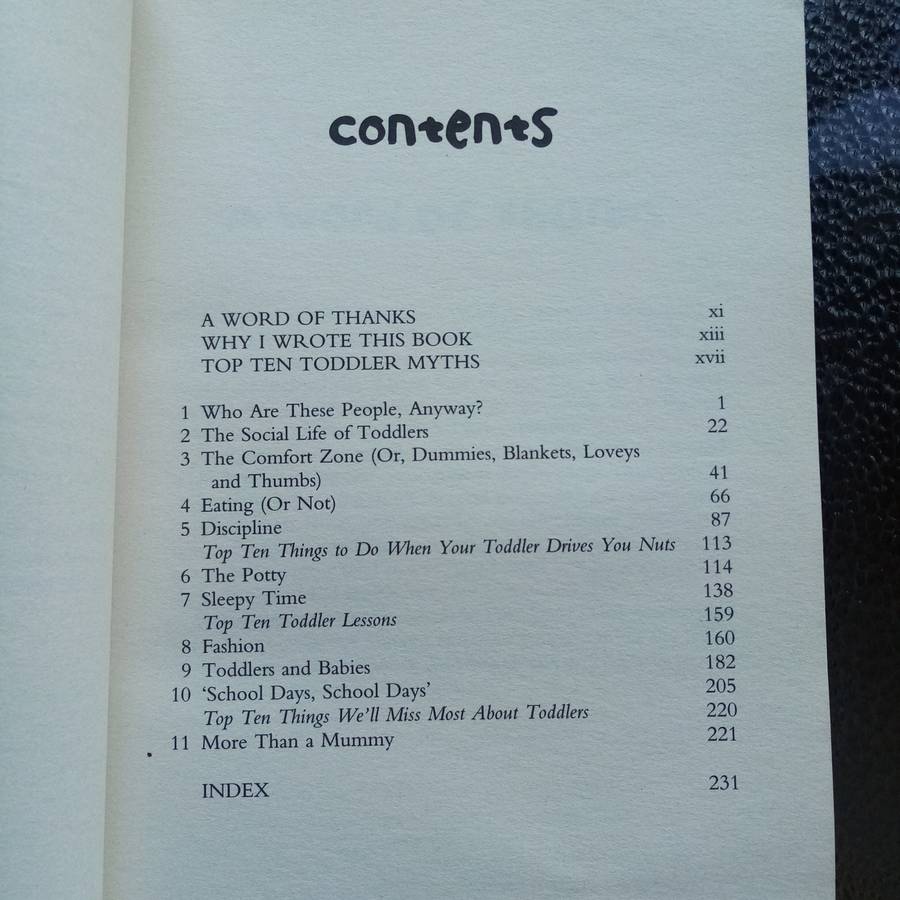 contents
A WORD OF THANKS xi
WHY I WROTE THIS BOOK xiii
TOP TEN TODDLER MYTHS xvii
1 Who Are These People, Anyway? 1
2 The Social Life of Toddlers 22
3 The Comfort Zone (Or, Dummies, Blankets, Loveys
and Thumbs) 41
4 Eating (Or Not) 66
5 Discipline 87
Top Ten Things to Do When Your Toddler Drives You Nuts 113
6 The Potty 114
7 Sleepy Time 138
Top Ten Toddler Lessons 159
8 Fashion 160
9 Toddlers and Babies 182
10 ‘School Days, School Days’ 205
Top Ten Things We’ll Miss Most About Toddlers 220
11 More Than a Mummy 221
INDEX 231